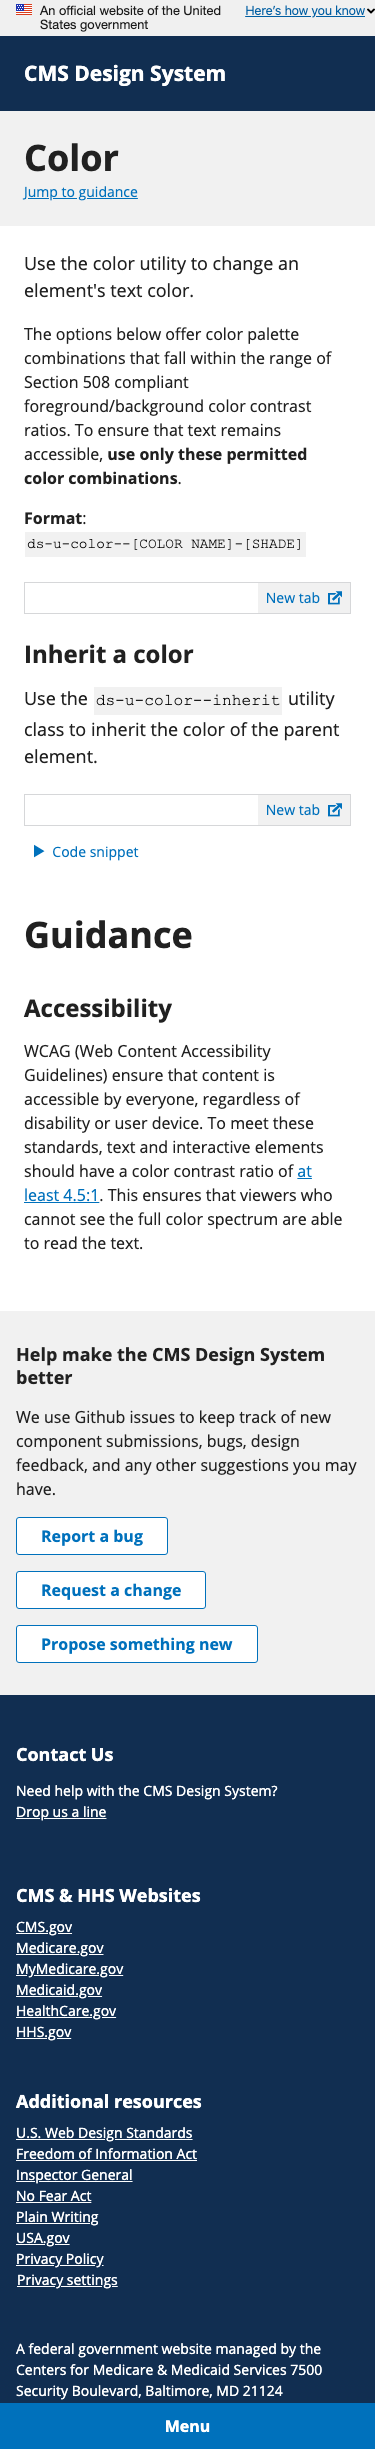 An official website of the United
States government
Here's how you know
CMS Design System
Color
Jump to guidance
Use the color utility to change an
element's text color.
The options below offer color palette
combinations that fall within the range of
Section 508 compliant
foreground/background color contrast
ratios. To ensure that text remains
accessible, use only these permitted
color combinations.
Format:
ds-u-color--[COLOR NAME]-[SHADE]
New tab
Inherit a color
Use the ds-u-color--inherit utility
class to inherit the color of the parent
element.
New tab
Code snippet
Guidance
Accessibility
WCAG (Web Content Accessibility
Guidelines) ensure that content is
accessible by everyone, regardless of
disability or user device. To meet these
standards, text and interactive elements
should have a color contrast ratio of at
least 4.5:1. This ensures that viewers who
cannot see the full color spectrum are able
to read the text.
Help make the CMS Design System
better
We use Github issues to keep track of new
component submissions, bugs, design
feedback, and any other suggestions you may
have.
Report a bug
Request a change
Propose something new
Contact Us
Need help with the CMS Design System?
Drop us a line
CMS & HHS Websites
CMS.gov
Medicare.gov
MyMedicare.gov
Medicaid.gov
HealthCare.gov
HHS.gov
Additional resources
U.S. Web Design Standards
Freedom of Information Act
Inspector General
No Fear Act
Plain Writing
USA.gov
Privacy Policy
Privacy settings
A federal government website managed by the
Centers for Medicare & Medicaid Services 7500
Security Boulevard, Baltimore, MD 21124
Menu